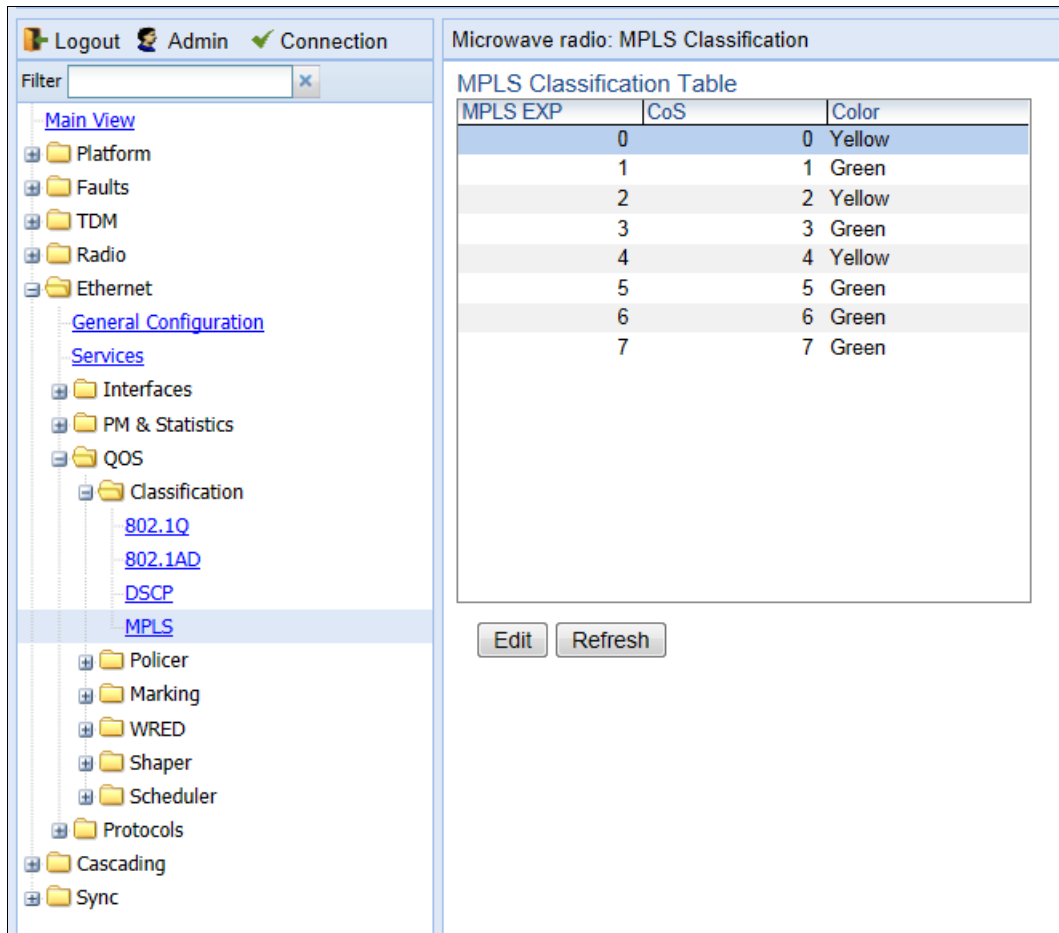 Logout Admin Connection
Filter
Main View
Platform
Faults
TDM
Radio
Ethernet
General Configuration
Services
Interfaces
PM & Statistics
QOS
Classification
802.1Q
802.1AD
DSCP
MPLS
Policer
Marking
WRED
Shaper
Scheduler
Protocols
Cascading
Sync
Microwave radio: MPLS Classification
MPLS Classification Table
MPLS EXP CoS Color
0 0 Yellow
1 1 Green
2 2 Yellow
3 3 Green
4 4 Yellow
5 5 Green
6 6 Green
7 7 Green
Edit Refresh